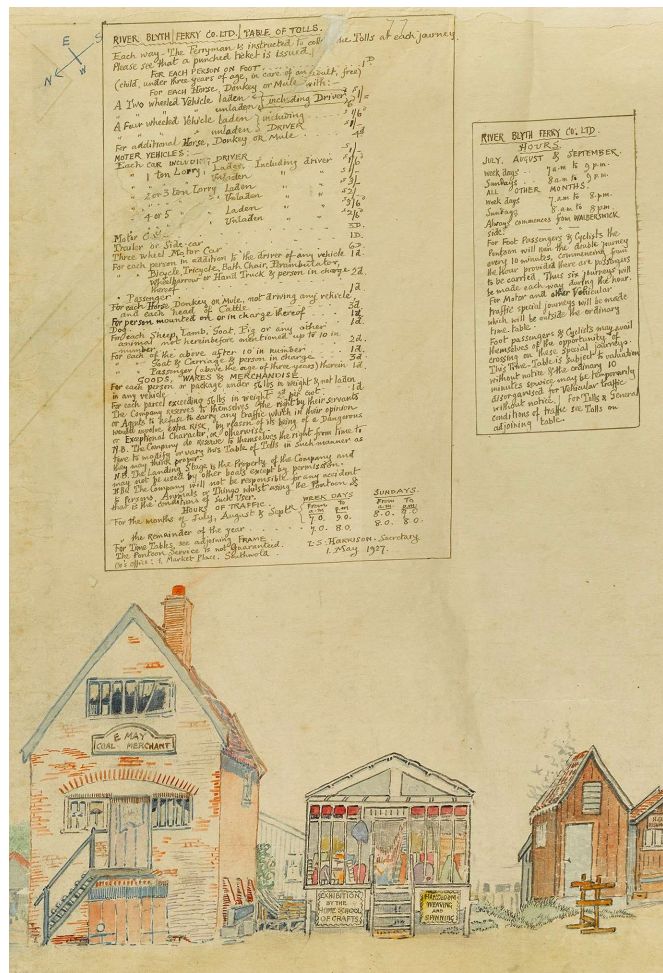 E
S
N
W
77
RIVER BLYTH FERRY CO. LTD. TABLE OF TOLLS.
Each way - The Ferryman is instructed to coll the Tolls at each journey.
Please see that a punched ticket is issued.
FOR EACH PERSON ON FOOT . . . . . 1D
(child, under three years of age, in care of an adult, free)
FOR EACH Horse, Donkey or Mule with:-
A Two wheeled Vehicle laden including Driver
" " " unladen
A Four wheeled Vehicle laden including
" " " unladen DRIVER
For additional Horse, Donkey or Mule . . 4d
MOTER VEHICLES:-
Each car INCLUDING DRIVER
" 1 ton Lorry, Laden Including driver
" " Unladen
" 2 or 3 ton Lorry Laden
" " Unladen
" 4 or 5 Laden
" " Unladen
Motor
Trailer or Side-car 1D.
Three wheel Motor Car 6D.
For each person in addition to the driver of any vehicle 1d.
" Bicycle, Tricycle, Bath Chair, Perambulator,
Wheelbarrow or Hand Truck & person in charge 2d.
thereof
" Passenger 1d
For each Horse, Donkey or Mule, not driving any vehicle,
and each head of Cattle 3d.
For person mounted on or in charge thereof 1d
Dog 1d.
For each Sheep, Lamb, Goat, Pig or any other
animal not hereinbefore mentioned up to 10 in
number 2d.
For each of the above after 10 in number 1d.
" Goat & Carriage & person in charge 3d
" Passenger (above the age of three years) therein 1d.
GOODS, WARES & MERCHANDISE
For each person or package under 56lbs in weight & not laden
in any vehicle 1d
For each parcel exceeding 56lbs in weight 2d per cwt.
The Company reserves to themselves the right by their servants
or Agents to refuse to carry any traffic which in their opinion
would involve extra Risk, by reason of its being of a Dangerous
or Exceptional Character, or otherwise.
N.B. The Company do Reserve to themselves the right from time to
time to modify or vary this Table of Tolls in such manner as
they may think proper.
N.B. The Landing Stage is the Property of the Company and
may not be used by other boats except by permission.
N.B. The Company will not be responsible for any accident
to persons, Animals or Things whilst using the Pontoon &
that is the conditions of such User.
HOURS OF TRAFFIC. WEEK DAYS SUNDAYS.
From To From To
a.m. p.m. a.m. p.m.
For the months of July, August & Septr. 7.0. 9.0. 8.0. 9.0.
" the Remainder of the year . . . . 7.0. 8.0. 8.0. 8.0.
For Time Tables, see adjoining FRAME
The Pontoon Service is not Guaranteed. HARRISON. Secretary
Co's office: 1, Market Place, Southwold. 1. May 1927.
RIVER BLYTH FERRY CO. LTD.
HOURS.
JULY, AUGUST & SEPTEMBER.
Week days - 7 a.m. to 9 p.m.
Sundays - 8 a.m. to 9 p.m.
ALL OTHER MONTHS.
Week days 7 a.m. to 8. p.m.
Sundays 8. a.m. to 8 p.m.
Always commences from WALBERSWICK
side.
For Foot Passengers & Cyclists the
Pontoon will run the double journey
every 10 minutes, commencing from
the Hour provided there are passengers
to be carried. Thus six journeys will
be made each way during the hour.
For Motor and other Vehicular
traffic special journeys will be made
which will be outside the ordinary
time-table.
Foot passengers & Cyclists may avail
themselves of the opportunity of
crossing on these special journeys.
This Time-Table is Subject to valuation
without notice & the ordinary 10
minutes service may be temporarily
disorganised for Vehicular traffic
without notice. For Tolls & General
conditions of traffic see Tolls on
adjoining table.
E MAY
COAL MERCHANT
EXHIBITION
BY THE
HOME SCHOOL
OF CRAFTS
HANDLOOM
WEAVING
AND
SPINNING